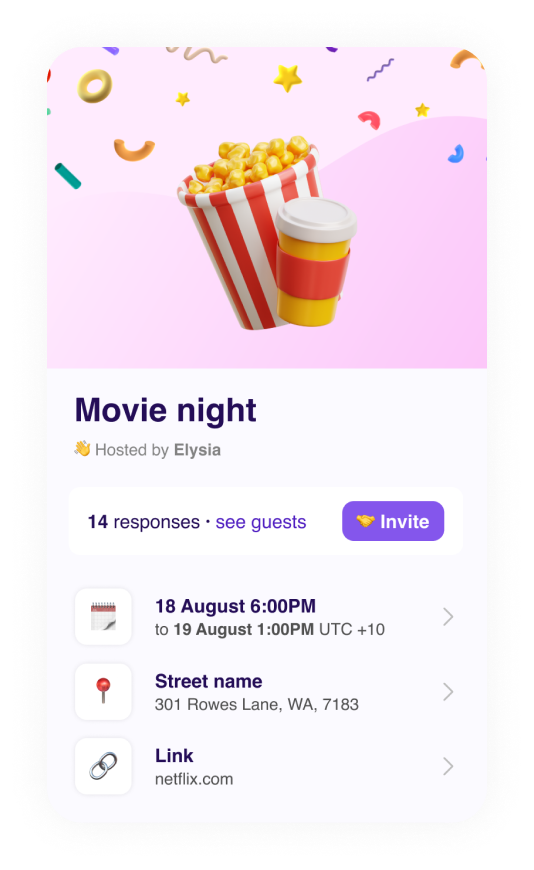 Movie night
👋 Hosted by Elysia
14 responses • see guests
🤝 Invite
18 August 6:00PM
to 19 August 1:00PM UTC +10
Street name
301 Rowes Lane, WA, 7183
Link
netflix.com